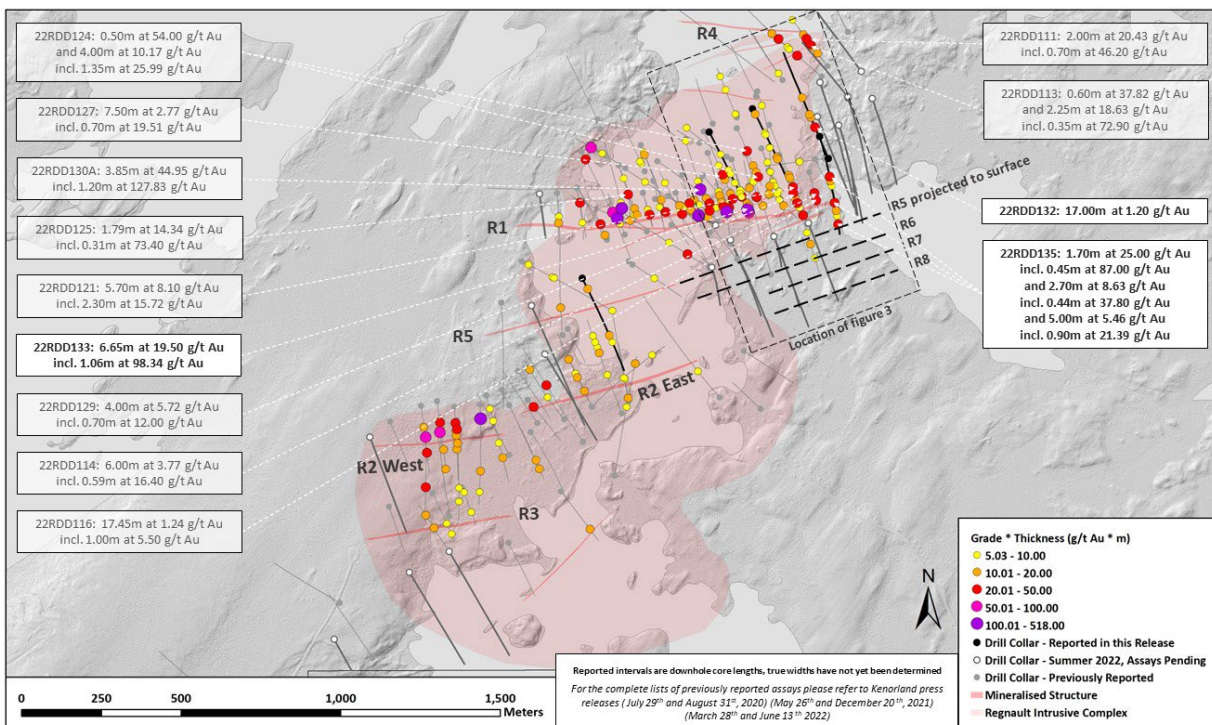 22RDD124: 0.50m at 54.00 g/t Au
and 4.00m at 10.17 g/t Au
incl. 1.35m at 25.99 g/t Au
22RDD127: 7.50m at 2.77 g/t Au
incl. 0.70m at 19.51 g/t Au
22RDD130A: 3.85m at 44.95 g/t Au
incl. 1.20m at 127.83 g/t Au
22RDD125: 1.79m at 14.34 g/t Au
incl. 0.31m at 73.40 g/t Au
22RDD121: 5.70m at 8.10 g/t Au
incl. 2.30m at 15.72 g/t Au
22RDD133: 6.65m at 19.50 g/t Au
incl. 1.06m at 98.34 g/t Au
22RDD129: 4.00m at 5.72 g/t Au
incl. 0.70m at 12.00 g/t Au
22RDD114: 6.00m at 3.77 g/t Au
incl. 0.59m at 16.40 g/t Au
22RDD116: 17.45m at 1.24 g/t Au
incl. 1.00m at 5.50 g/t Au
R4
R1
R5
R2 East
R2 West
R3
R5 projected to surface
R6
R7
R8
Location of figure 3
22RDD111: 2.00m at 20.43 g/t Au
incl. 0.70m at 46.20 g/t Au
22RDD113: 0.60m at 37.82 g/t Au
and 2.25m at 18.63 g/t Au
incl. 0.35m at 72.90 g/t Au
22RDD132: 17.00m at 1.20 g/t Au
22RDD135: 1.70m at 25.00 g/t Au
incl. 0.45m at 87.00 g/t Au
and 2.70m at 8.63 g/t Au
incl. 0.44m at 37.80 g/t Au
and 5.00m at 5.46 g/t Au
incl. 0.90m at 21.39 g/t Au
N
Grade * Thickness (g/t Au * m)
5.03 - 10.00
10.01 - 20.00
20.01 - 50.00
50.01 - 100.00
100.01 - 518.00
Drill Collar - Reported in this Release
Drill Collar - Summer 2022, Assays Pending
Drill Collar - Previously Reported
Mineralised Structure
Regnault Intrusive Complex
Reported intervals are downhole core lengths, true widths have not yet been determined
For the complete lists of previously reported assays please refer to Kenorland press
releases (July 29th and August 31st, 2020) (May 26th and December 20th, 2021)
(March 28th and June 13th 2022)
0 250 500 1,000 1,500
Meters